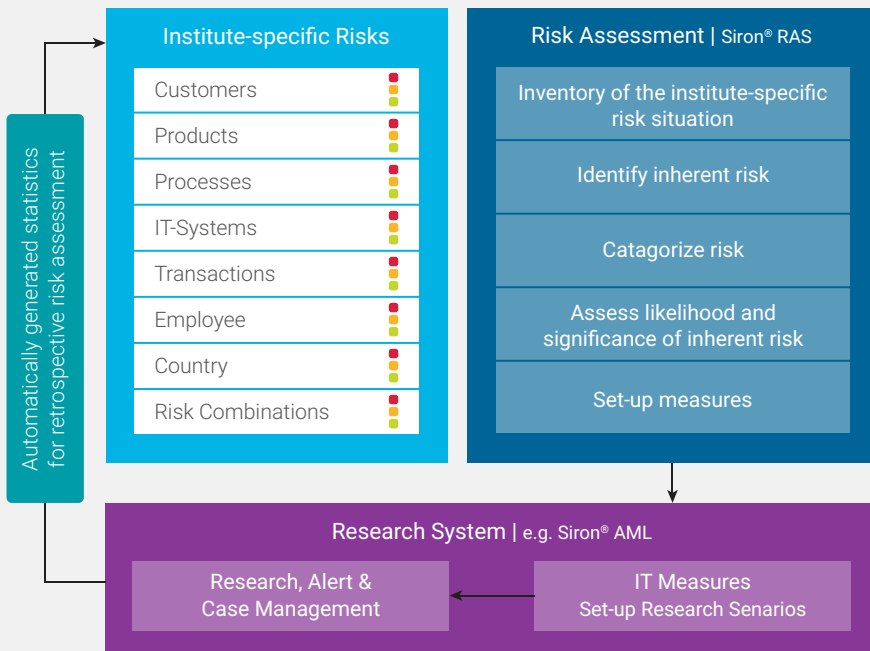 Institute-specific Risks
Customers
Products
Processes
IT-Systems
Transactions
Employee
Country
Risk Combinations
Risk Assessment | Siron® RAS
Inventory of the institute-specific
risk situation
Identify inherent risk
Catagorize risk
Assess likelihood and
significance of inherent risk
Set-up measures
Automatically generated statistics
for retrospective risk assessment
Research System | e.g. Siron® AML
Research, Alert &
Case Management
IT Measures
Set-up Research Senarios